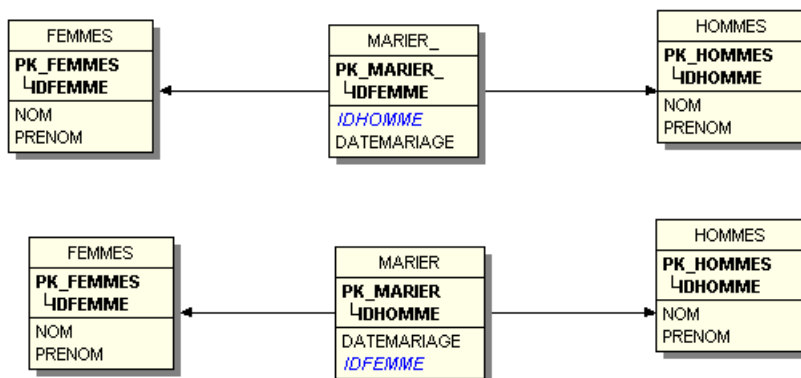 FEMMES
PK_FEMMES
IDFEMME
NOM
PRENOM
MARIER_
PK_MARIER_
IDFEMME
IDHOMME
DATEMARIAGE
HOMMES
PK_HOMMES
IDHOMME
NOM
PRENOM
FEMMES
PK_FEMMES
IDFEMME
NOM
PRENOM
MARIER
PK_MARIER
IDHOMME
DATEMARIAGE
IDFEMME
HOMMES
PK_HOMMES
IDHOMME
NOM
PRENOM